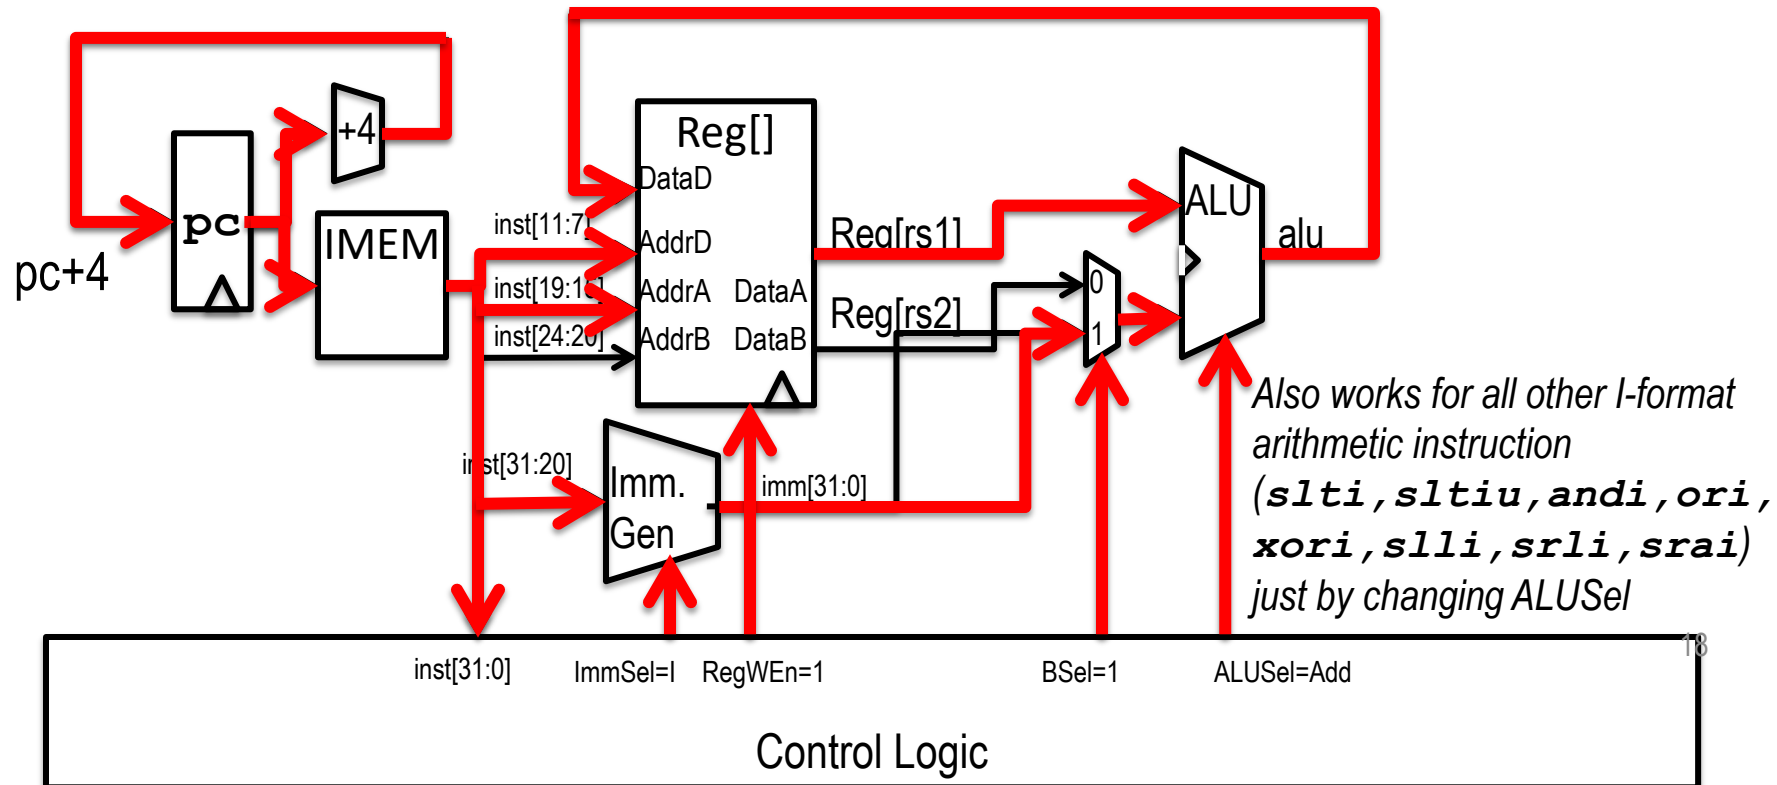 Reg[]
+4
DataD
pc
IMEM
inst[11:7]
AddrD
Reg[rs1]
ALU
alu
pc+4
inst[19:15]
AddrA
DataA
0
Reg[rs2]
inst[24:20]
AddrB
DataB
1
Also works for all other I-format
arithmetic instruction
(slti,sltiu,andi,ori,
xori,slli,srli,srai)
just by changing ALUSel
inst[31:20]
Imm.
Gen
imm[31:0]
18
inst[31:0]
ImmSel=I
RegWEn=1
BSel=1
ALUSel=Add
Control Logic